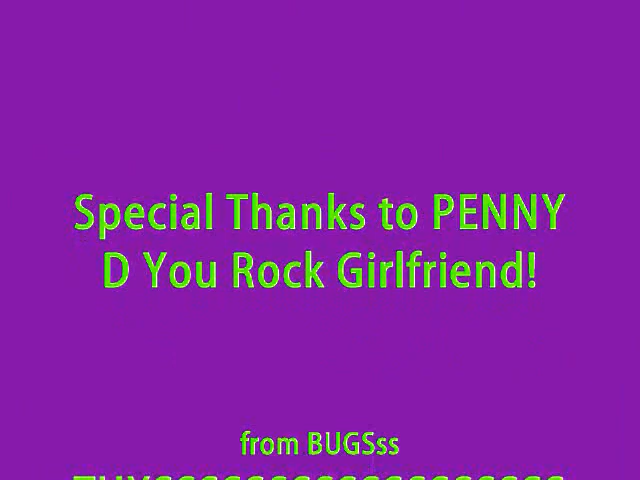 Special Thanks to PENNY
D You Rock Girlfriend!
from BUGSss